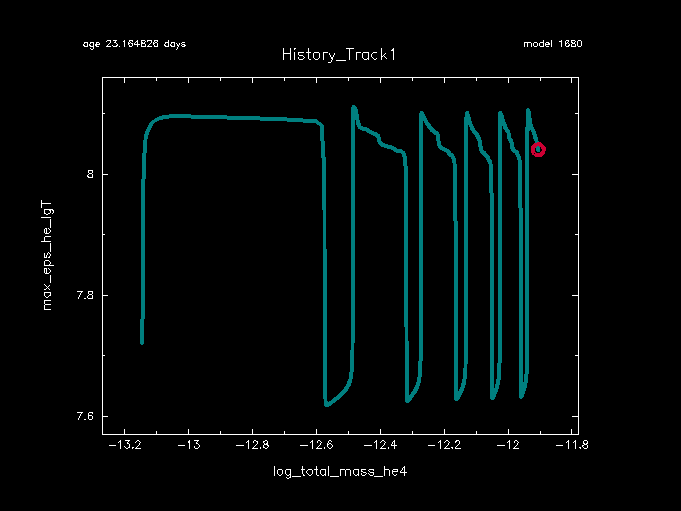 age 23.164826 days
model 1680
History_Track1
max_eps_he_lgT
8
7.8
7.6
−13.2 −13 −12.8 −12.6 −12.4 −12.2 −12 −11.8
log_total_mass_he4